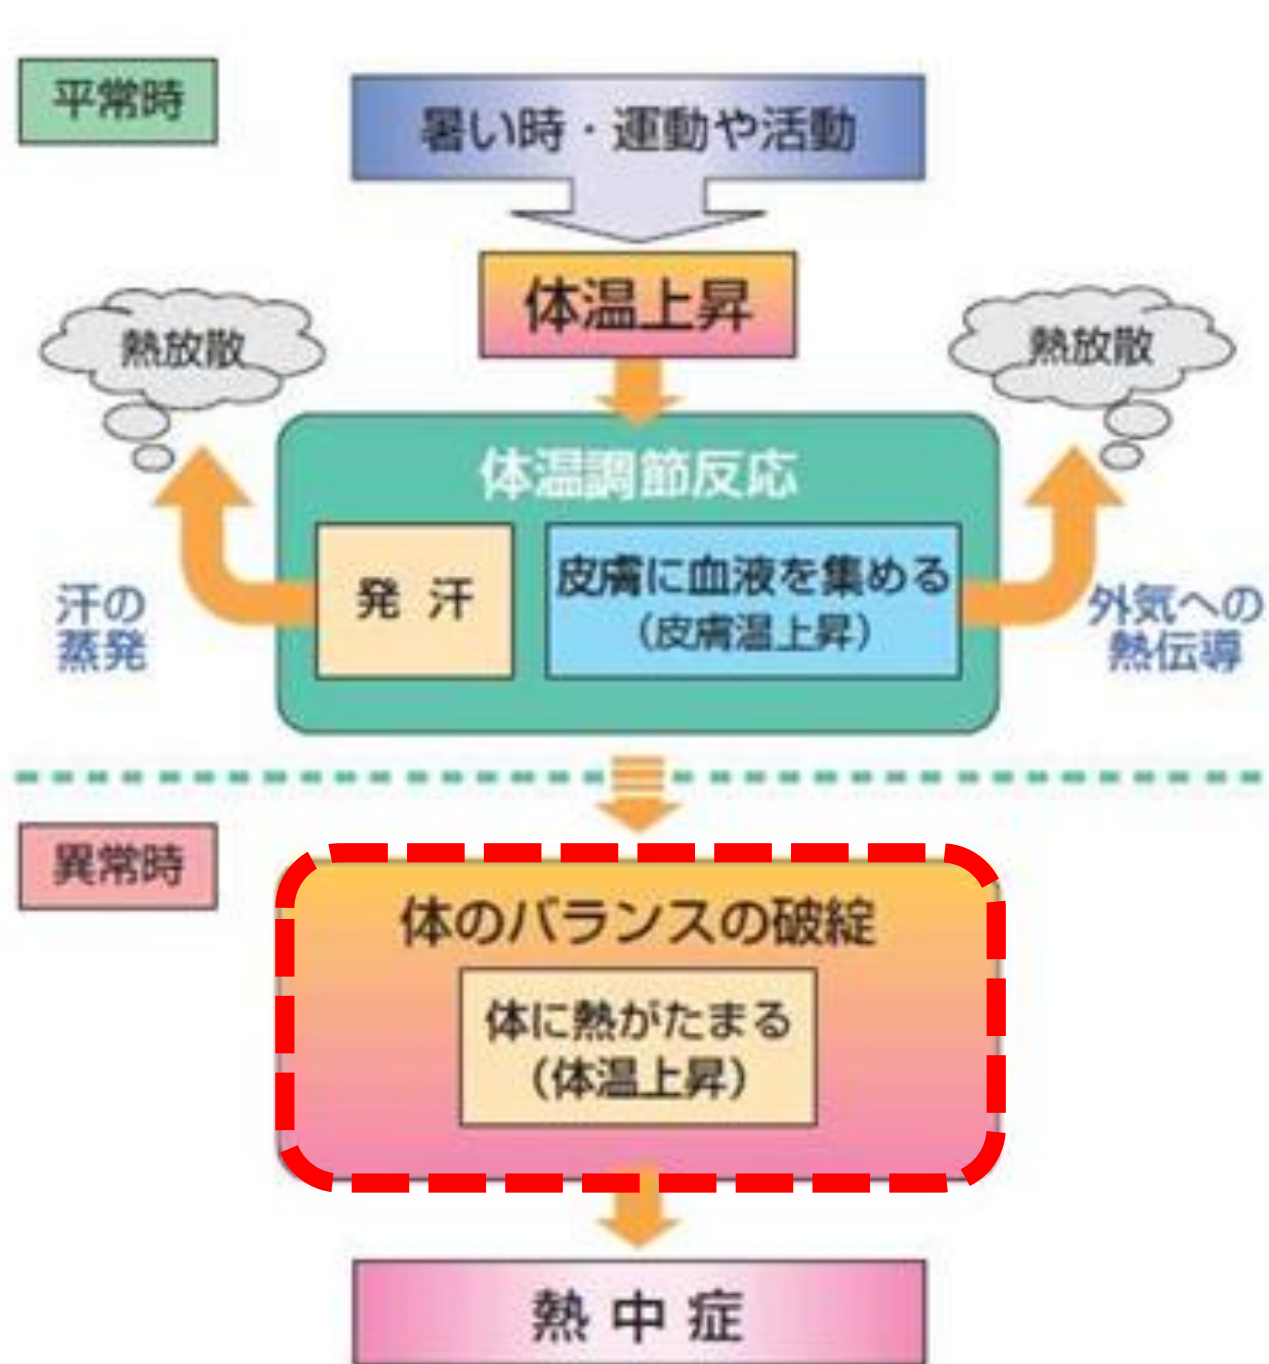 平常時
暑い時・運動や活動
体温上昇
熱放散
熱放散
体温調節反応
発 汗
皮膚に血液を集める
（皮膚温上昇）
汗の
蒸発
外気への
熱伝導
異常時
体のバランスの破綻
体に熱がたまる
（体温上昇）
熱 中 症